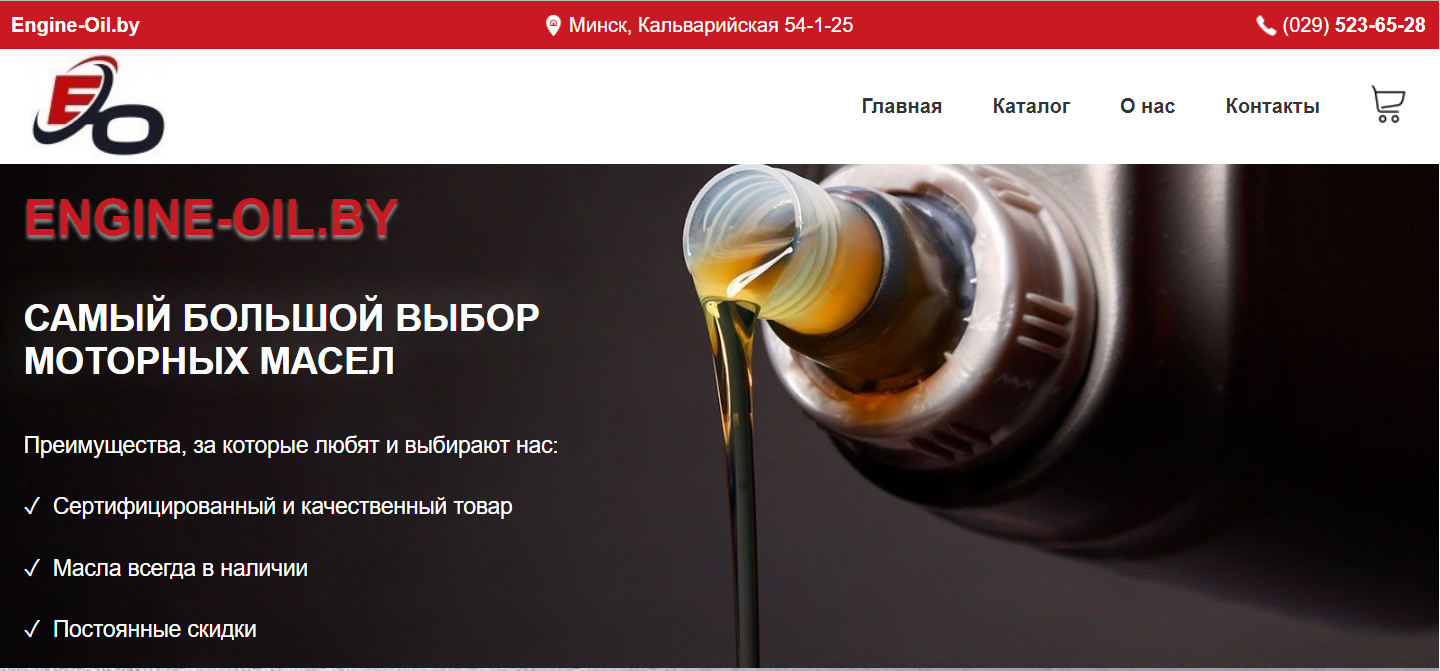 Engine-Oil.by
Минск, Кальварийская 54-1-25
(029) 523-65-28
EO
Главная
Каталог
О нас
Контакты
ENGINE-OIL.BY
САМЫЙ БОЛЬШОЙ ВЫБОР
МОТОРНЫХ МАСЕЛ
Преимущества, за которые любят и выбирают нас:
✓ Сертифицированный и качественный товар
✓ Масла всегда в наличии
✓ Постоянные скидки